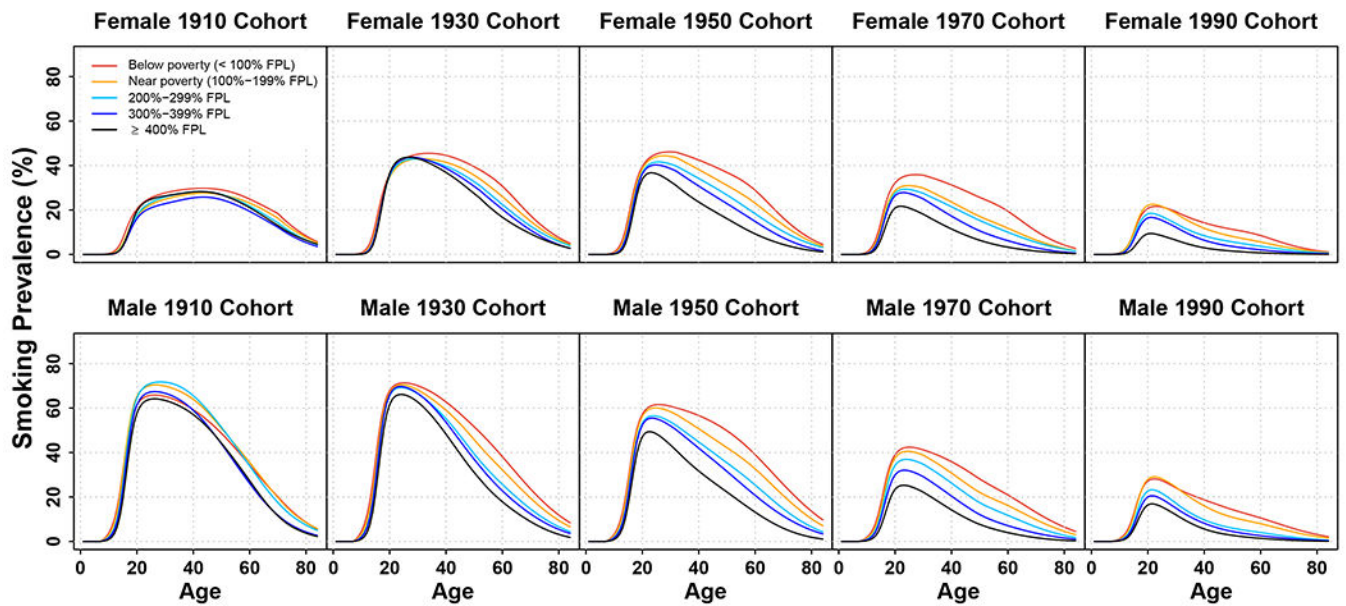 Female 1910 Cohort
Female 1930 Cohort
Female 1950 Cohort
Female 1970 Cohort
Female 1990 Cohort
Below poverty (< 100% FPL)
Near poverty (100%−199% FPL)
200%−299% FPL
300%−399% FPL
≥ 400% FPL
80
60
40
20
0
Smoking Prevalence (%)
Male 1910 Cohort
Male 1930 Cohort
Male 1950 Cohort
Male 1970 Cohort
Male 1990 Cohort
80
60
40
20
0
0 20 40 60 80
0 20 40 60 80
0 20 40 60 80
0 20 40 60 80
0 20 40 60 80
Age
Age
Age
Age
Age